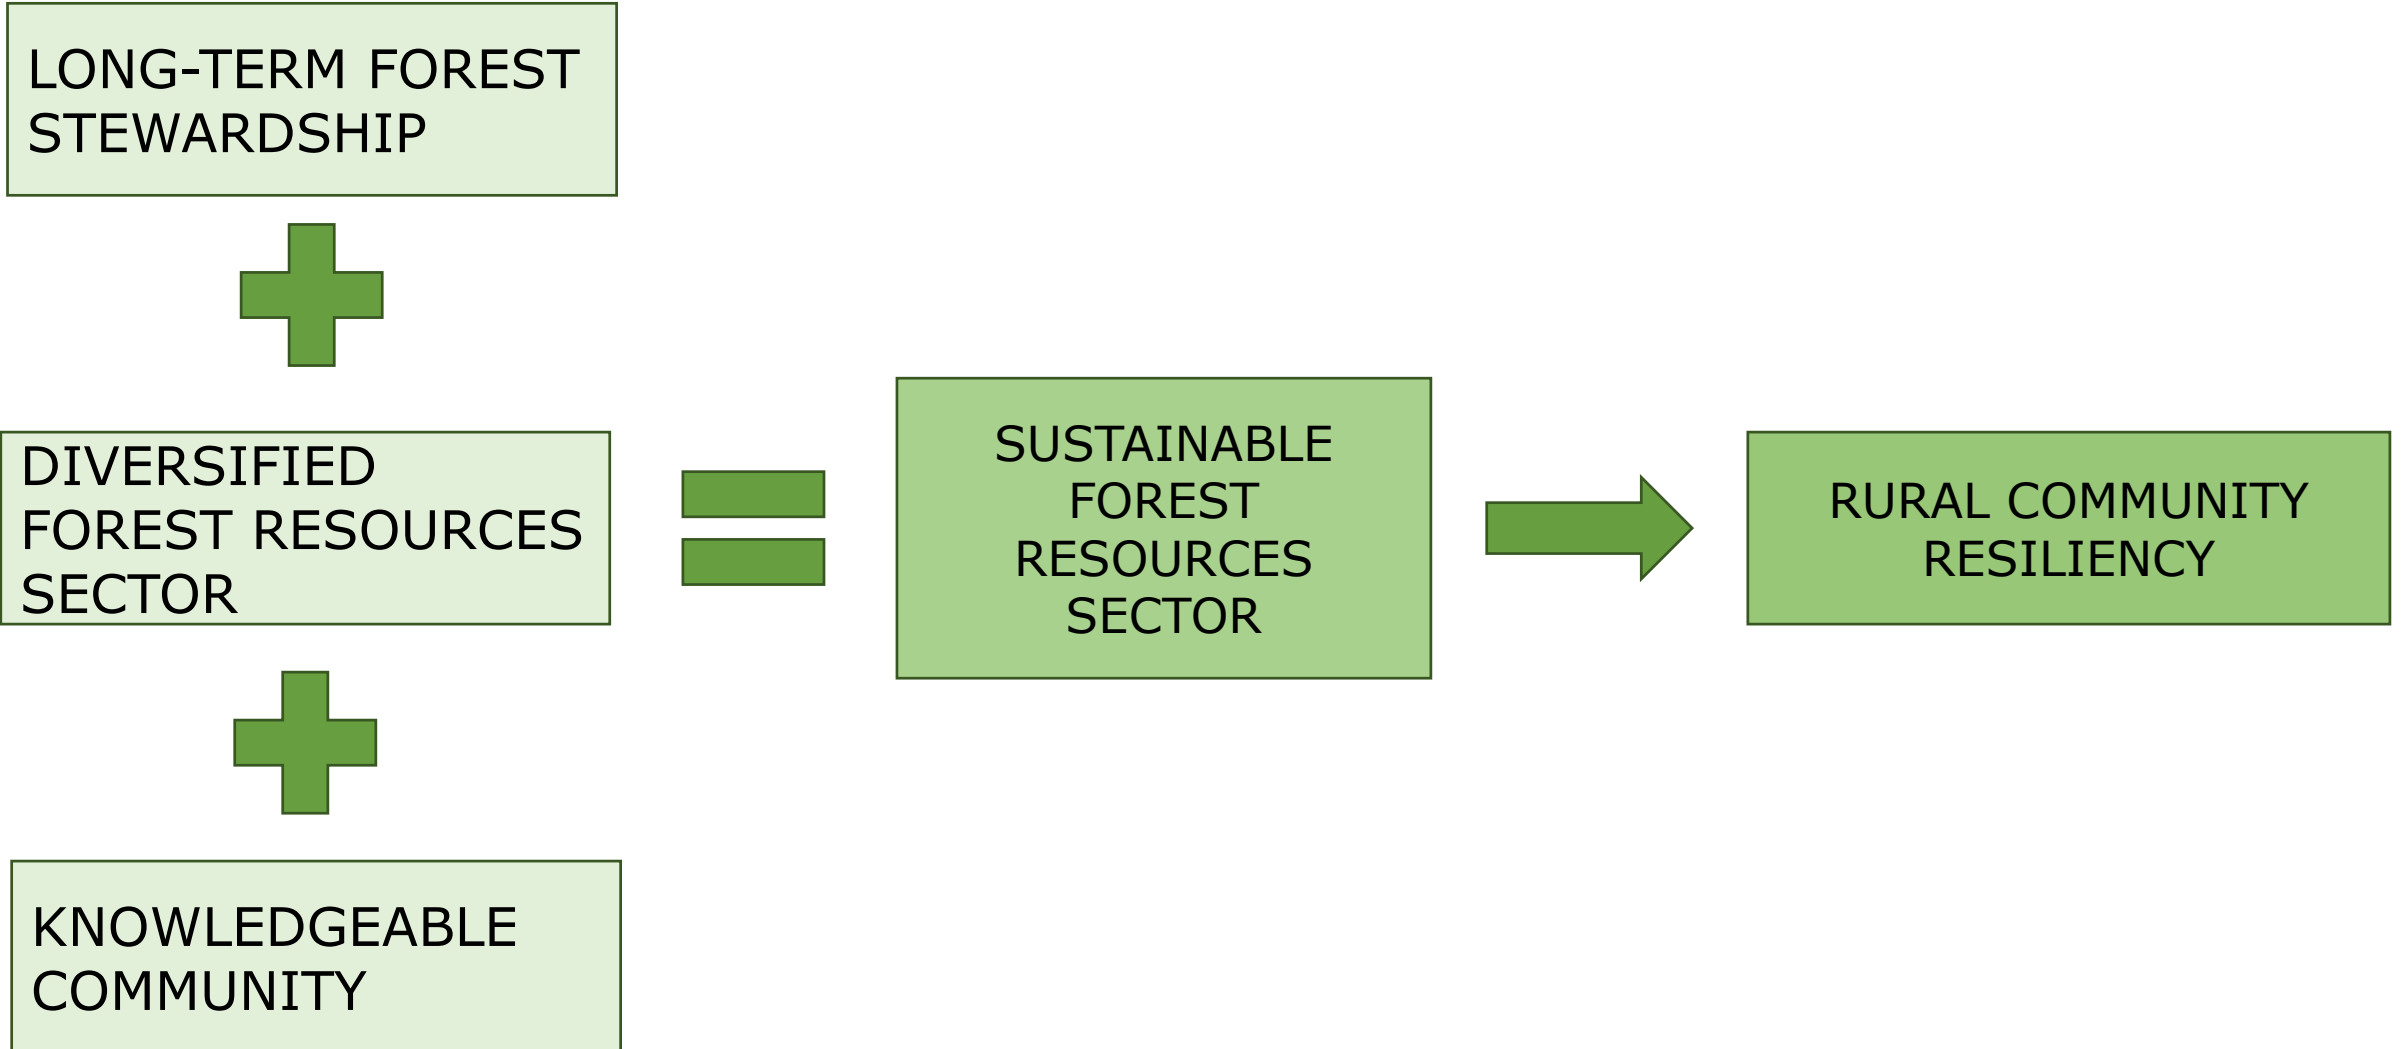 LONG-TERM FOREST
STEWARDSHIP
DIVERSIFIED
FOREST RESOURCES
SECTOR
KNOWLEDGEABLE
COMMUNITY
SUSTAINABLE
FOREST
RESOURCES
SECTOR
RURAL COMMUNITY
RESILIENCY